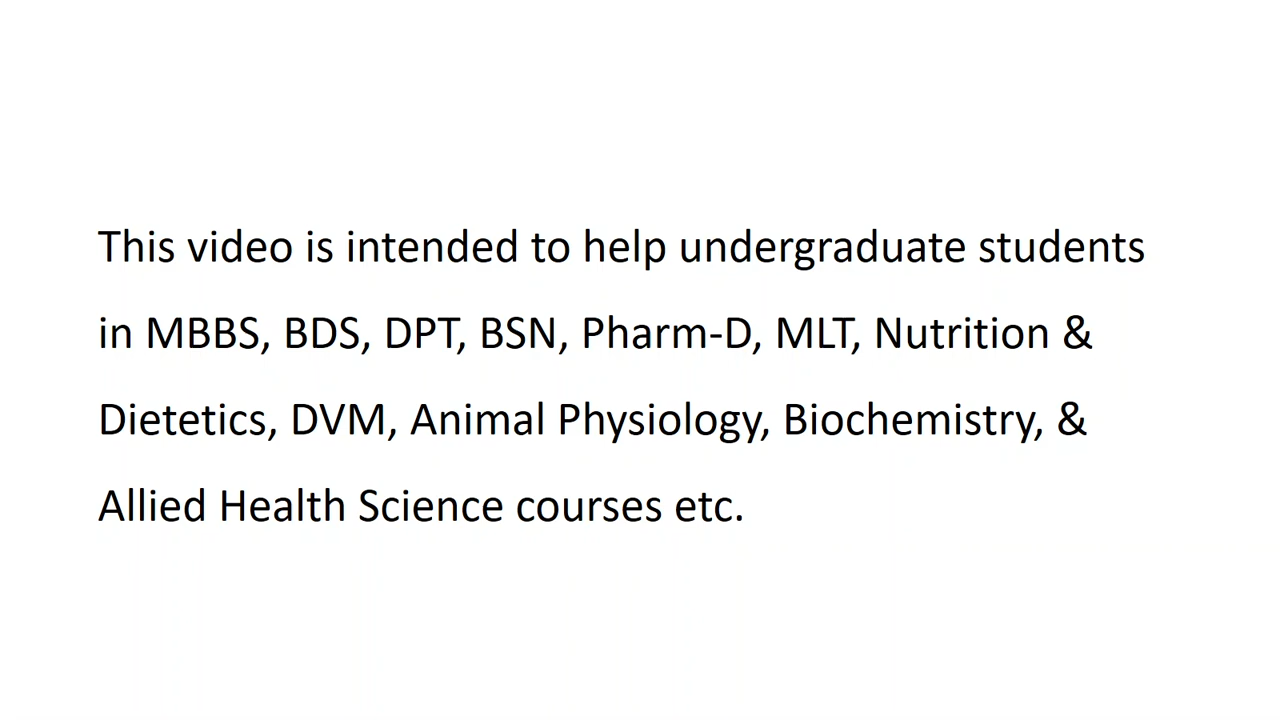 This video is intended to help undergraduate students
in MBBS, BDS, DPT, BSN, Pharm-D, MLT, Nutrition &
Dietetics, DVM, Animal Physiology, Biochemistry, &
Allied Health Science courses etc.